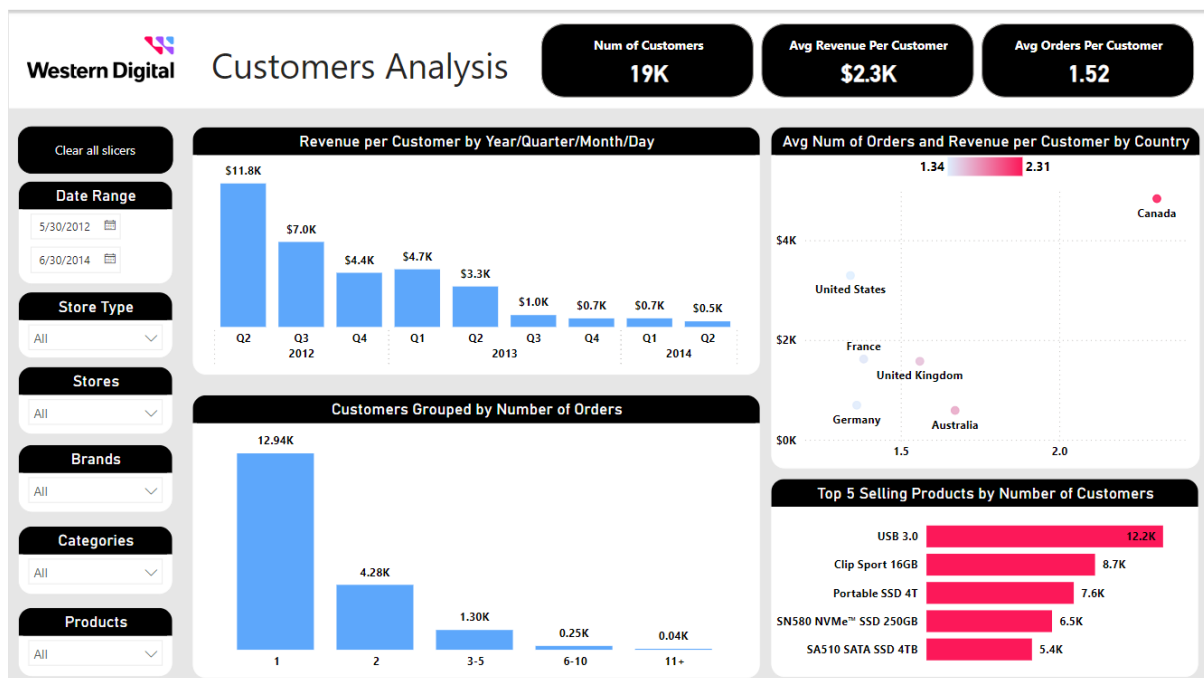 Western Digital
Customers Analysis
Num of Customers
19K
Avg Revenue Per Customer
$2.3K
Avg Orders Per Customer
1.52
Clear all slicers
Date Range
5/30/2012
6/30/2014
Store Type
All
Stores
All
Brands
All
Categories
All
Products
All
Revenue per Customer by Year/Quarter/Month/Day
$11.8K
$7.0K
$4.4K
$4.7K
$3.3K
$1.0K
$0.7K
$0.7K
$0.5K
Q2 Q3 Q4 Q1 Q2 Q3 Q4 Q1 Q2
2012 2013 2014
Customers Grouped by Number of Orders
12.94K
4.28K
1.30K
0.25K
0.04K
1 2 3-5 6-10 11+
Avg Num of Orders and Revenue per Customer by Country
1.34 2.31
Canada
$4K
United States
$2K
France
United Kingdom
Germany
Australia
$0K
1.5 2.0
Top 5 Selling Products by Number of Customers
USB 3.0 12.2K
Clip Sport 16GB 8.7K
Portable SSD 4T 7.6K
SN580 NVMe™ SSD 250GB 6.5K
SA510 SATA SSD 4TB 5.4K